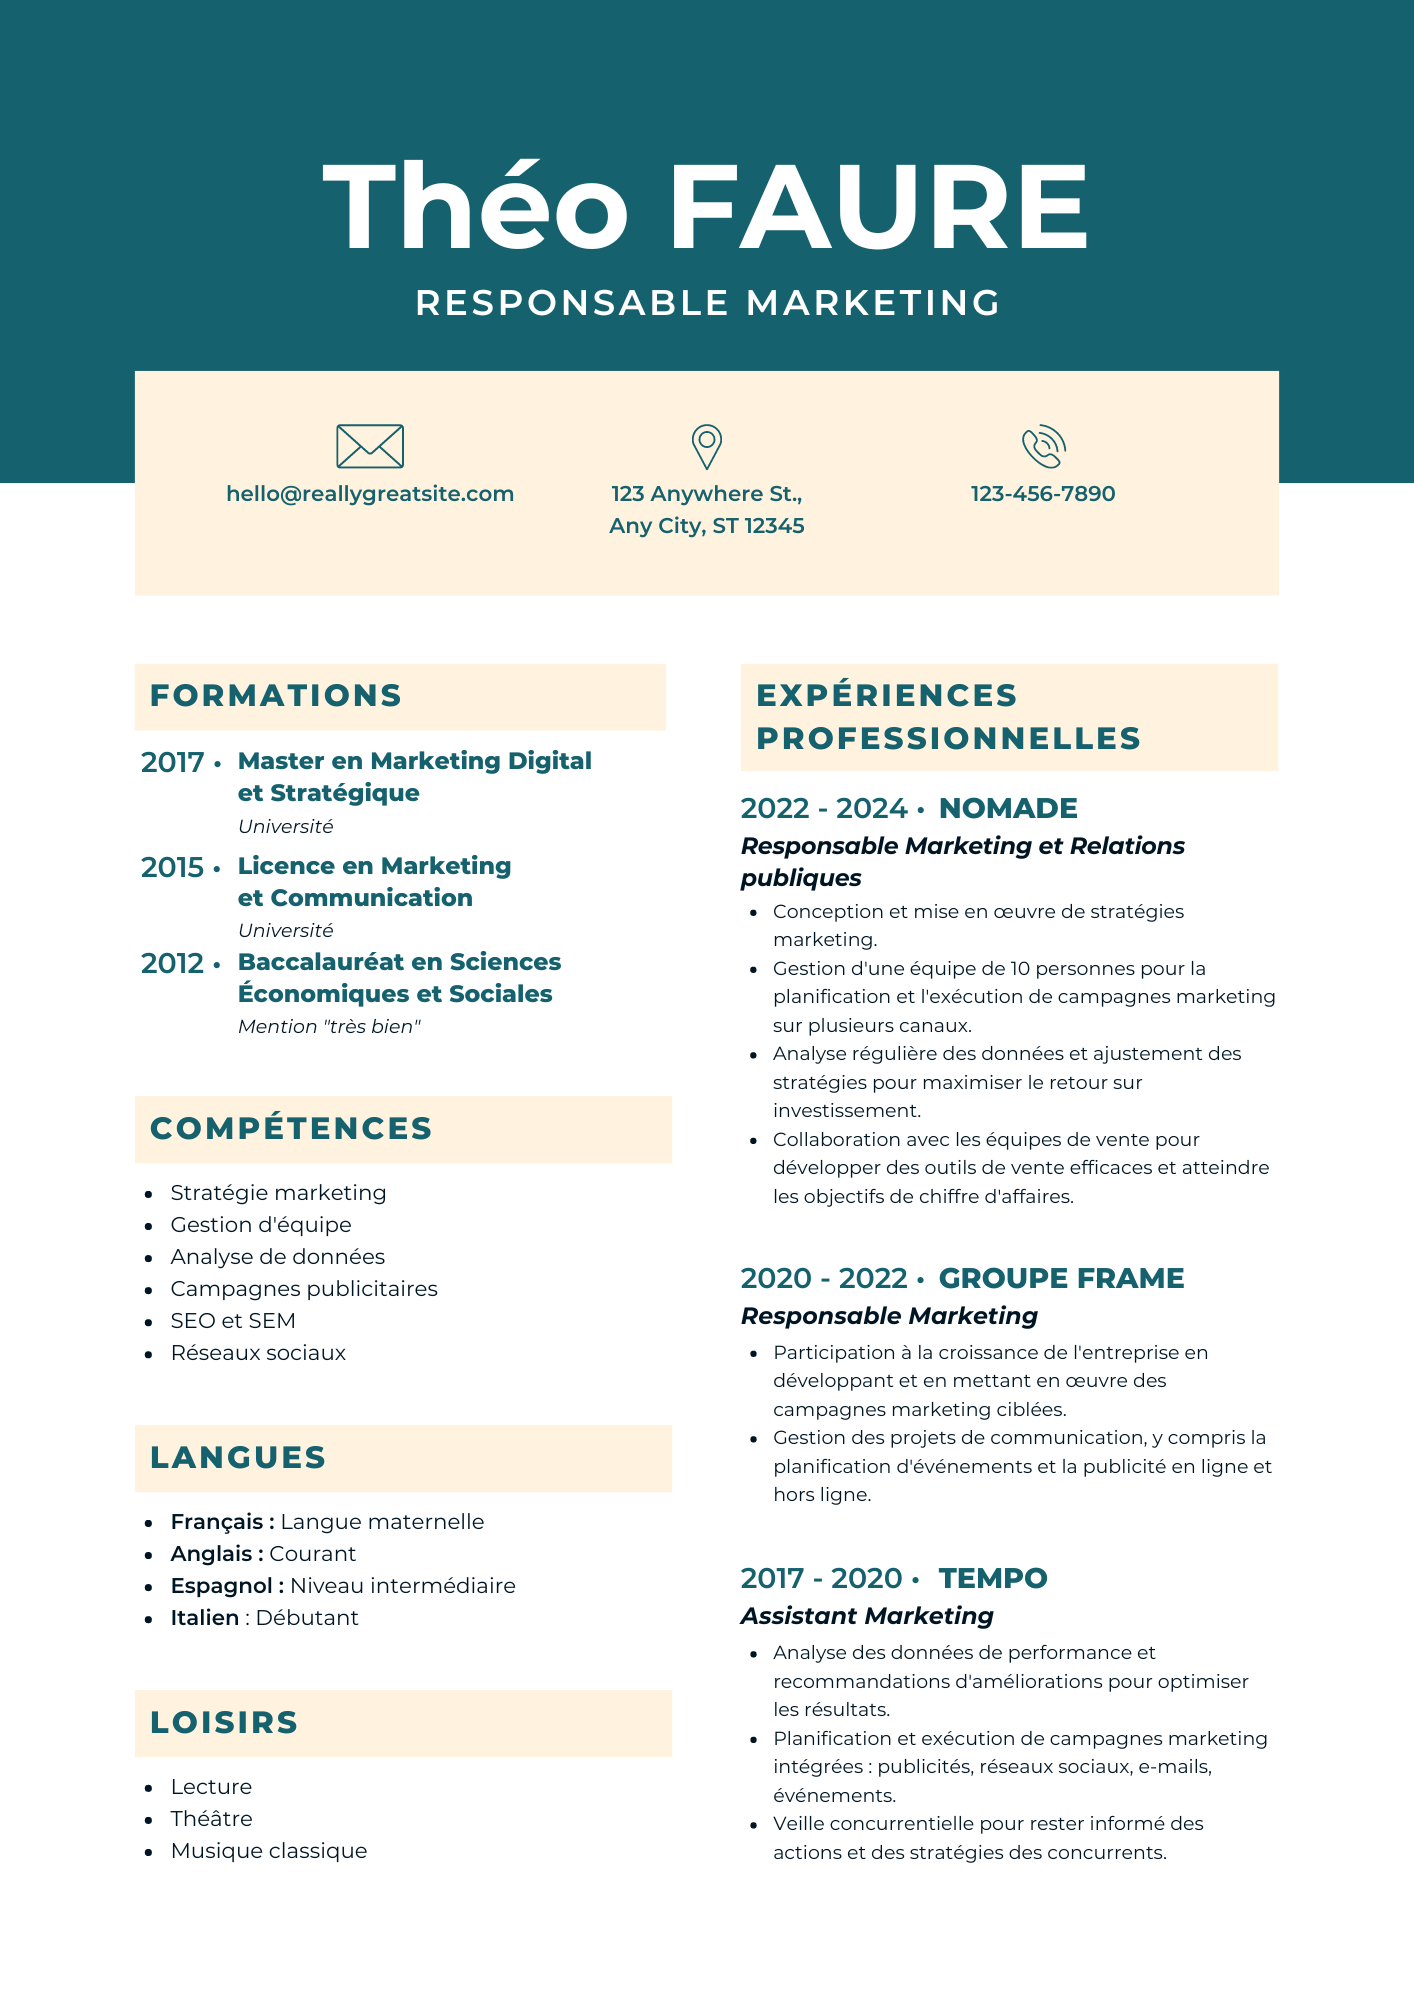 Théo FAURE
RESPONSABLE MARKETING
hello@reallygreatsite.com
123 Anywhere St.,
Any City, ST 12345
123-456-7890
FORMATIONS
2017 • Master en Marketing Digital
et Stratégique
Université
2015 • Licence en Marketing
et Communication
Université
2012 • Baccalauréat en Sciences
Économiques et Sociales
Mention "très bien"
COMPÉTENCES
• Stratégie marketing
• Gestion d'équipe
• Analyse de données
• Campagnes publicitaires
• SEO et SEM
• Réseaux sociaux
LANGUES
• Français : Langue maternelle
• Anglais : Courant
• Espagnol : Niveau intermédiaire
• Italien : Débutant
LOISIRS
• Lecture
• Théâtre
• Musique classique
EXPÉRIENCES
PROFESSIONNELLES
2022 - 2024 • NOMADE
Responsable Marketing et Relations
publiques
• Conception et mise en œuvre de stratégies
marketing.
• Gestion d'une équipe de 10 personnes pour la
planification et l'exécution de campagnes marketing
sur plusieurs canaux.
• Analyse régulière des données et ajustement des
stratégies pour maximiser le retour sur
investissement.
• Collaboration avec les équipes de vente pour
développer des outils de vente efficaces et atteindre
les objectifs de chiffre d'affaires.
2020 - 2022 • GROUPE FRAME
Responsable Marketing
• Participation à la croissance de l'entreprise en
développant et en mettant en œuvre des
campagnes marketing ciblées.
• Gestion des projets de communication, y compris la
planification d'événements et la publicité en ligne et
hors ligne.
2017 - 2020 • TEMPO
Assistant Marketing
• Analyse des données de performance et
recommandations d'améliorations pour optimiser
les résultats.
• Planification et exécution de campagnes marketing
intégrées : publicités, réseaux sociaux, e-mails,
événements.
• Veille concurrentielle pour rester informé des
actions et des stratégies des concurrents.